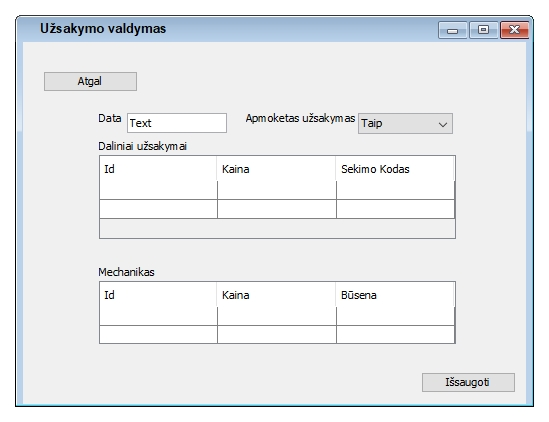 Užsakymo valdymas
Atgal
Data Text Apmoketas užsakymas Taip
Daliniai užsakymai
Id Kaina Sekimo Kodas
Mechanikas
Id Kaina Būsena
Išsaugoti